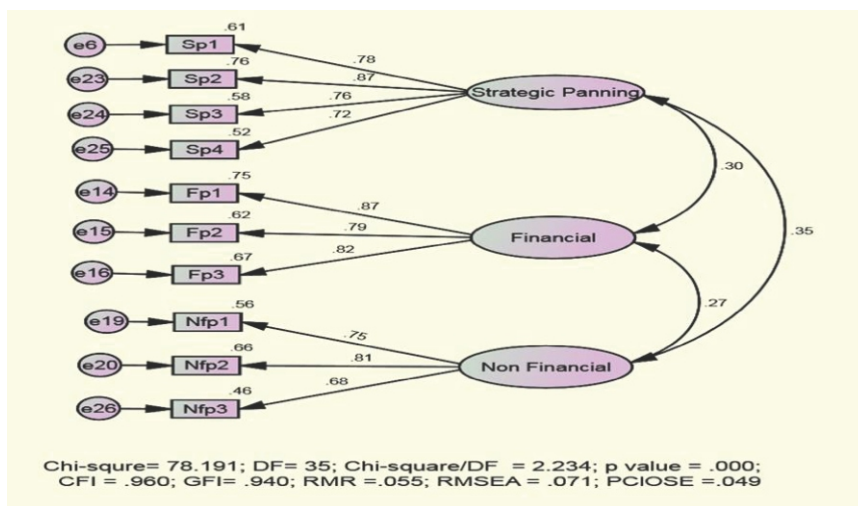 .61
e6 Sp1
.78
.76
e23 Sp2
.87
Strategic Panning
.58
e24 Sp3
.76
.72
.52
e25 Sp4
.30
.75
e14 Fp1
.87
.62
e15 Fp2
.79
Financial
.35
.67
e16 Fp3
.82
.27
.56
e19 Nfp1
.75
.66
e20 Nfp2
.81
Non Financial
.46
e26 Nfp3
.68
Chi-squre= 78.191; DF= 35; Chi-square/DF = 2.234; p value = .000;
CFI = .960; GFI= .940; RMR =.055; RMSEA = .071; PCIOSE =.049